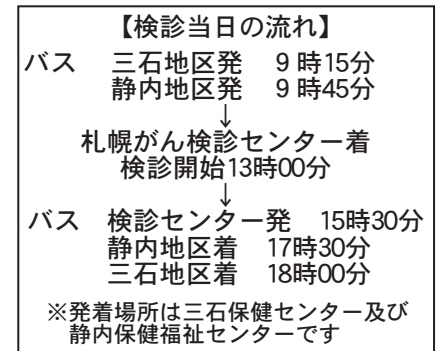 【検診当日の流れ】
バス　三石地区発　9時15分
静内地区発　9時45分
↓
札幌がん検診センター着
検診開始13時00分
↓
バス　検診センター発　15時30分
静内地区着　17時30分
三石地区着　18時00分
※発着場所は三石保健センター及び
静内保健福祉センターです